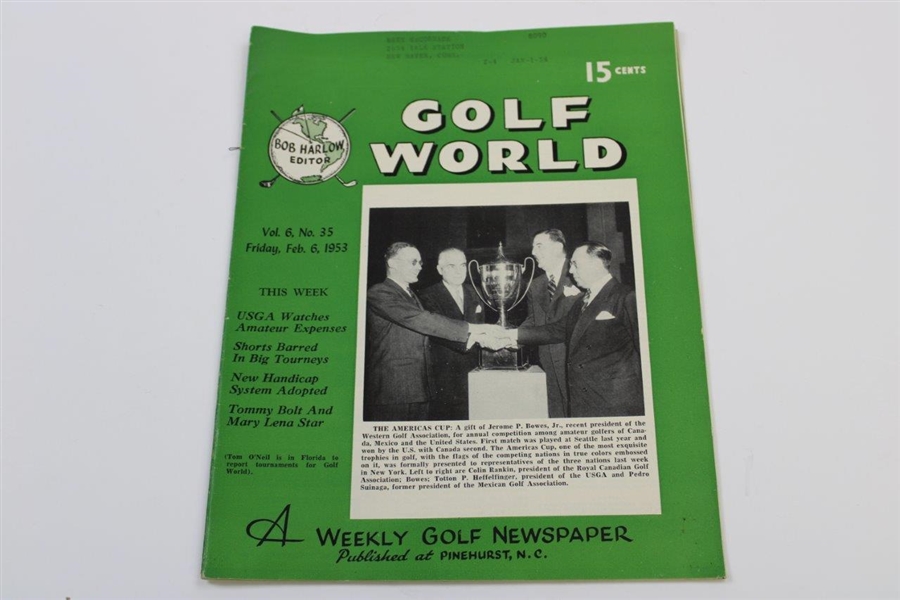 YALE STATION
15 CENTS
GOLF
WORLD
BOB HARLOW
EDITOR
Vol. 6, No. 35
Friday, Feb. 6, 1953
THIS WEEK
USGA Watches
Amateur Expenses
Shorts Barred
In Big Tourneys
New Handicap
System Adopted
Tommy Bolt And
Mary Lena Star
(Tom O'Neil is in Florida to
report tournaments for Golf
World).
THE AMERICAS CUP: A gift of Jerome P. Bowes, Jr., recent president of the
Western Golf Association, for annual competition among amateur golfers of Cana-
da, Mexico and the United States. First match was played at Seattle last year and
won by the U.S. with Canada second. The Americas Cup, one of the most exquisite
trophies in golf, with the flags of the competing nations in true colors embossed
on it, was formally presented to representatives of the three nations last week
in New York. Left to right are Colin Rankin, president of the Royal Canadian Golf
Association; Bowes; Totton P. Heffelfinger, president of the USGA and Pedro
Suinaga, former president of the Mexican Golf Association.
A WEEKLY GOLF NEWSPAPER
Published at PINEHURST, N.C.